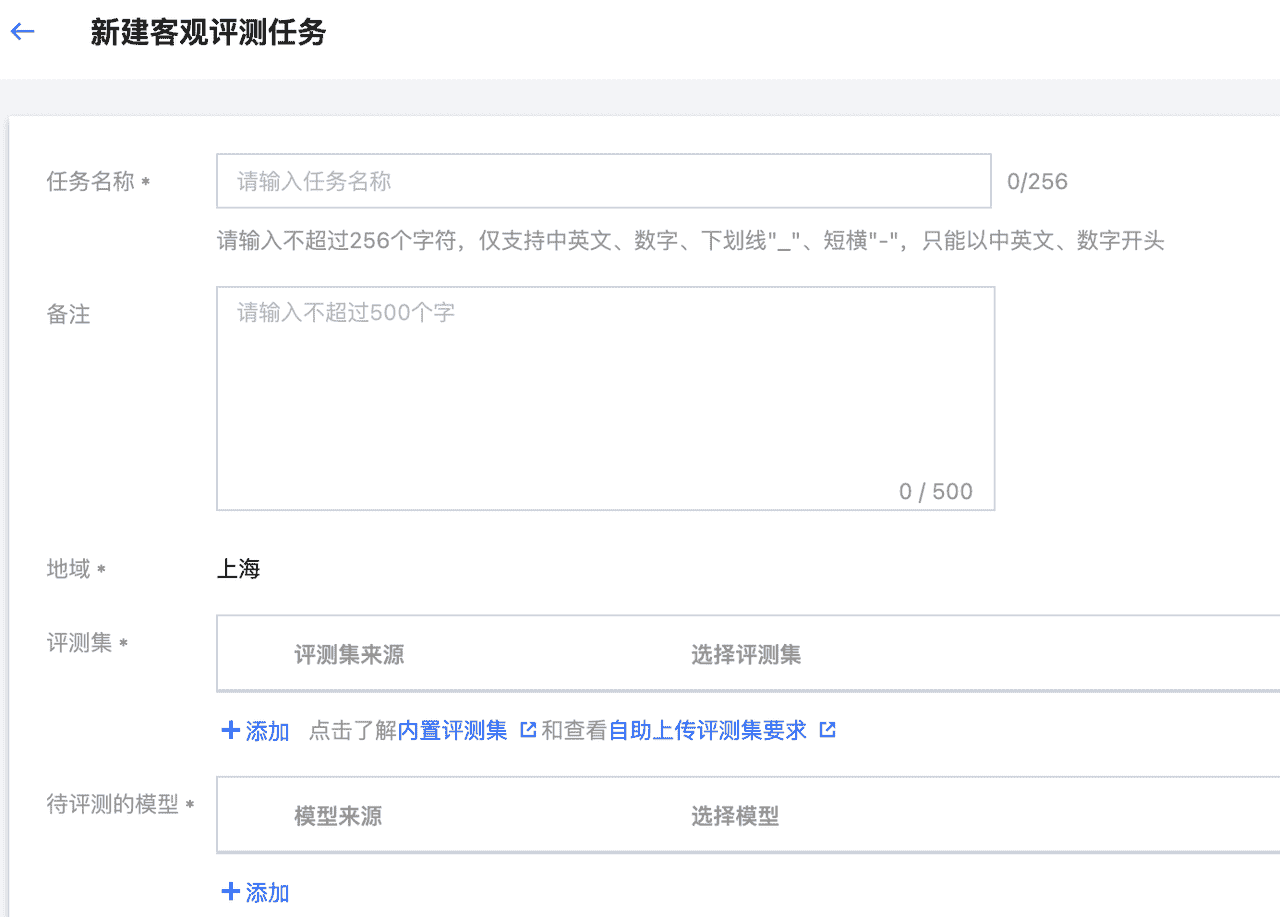 新建客观评测任务
任务名称 *
请输入任务名称
0/256
请输入不超过256个字符，仅支持中英文、数字、下划线"_"、短横"-"，只能以中英文、数字开头
备注
请输入不超过500个字
0 / 500
地域 *
上海
评测集 *
评测集来源 选择评测集
+ 添加 点击了解内置评测集 和查看自助上传评测集要求
待评测的模型 *
模型来源 选择模型
+ 添加